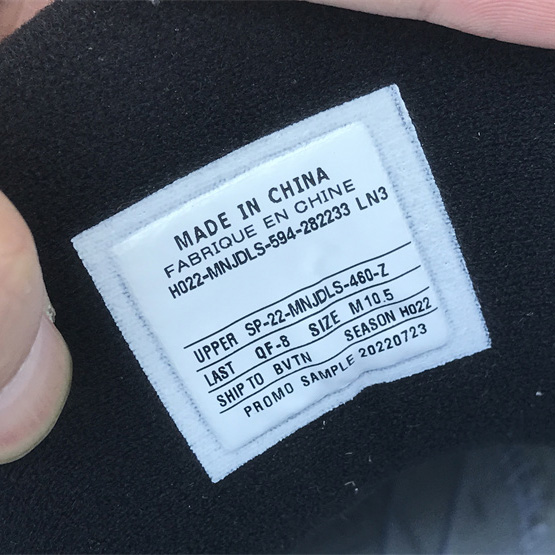 MADE IN CHINA
FABRIQUE EN CHINE
H022-MNJDLS-594-282233 LN3
UPPER SP-22-MNJDLS-460-Z
LAST QF-8 SIZE M10.5
SHIP TO BVTN SEASON H022
PROMO SAMPLE 20220723